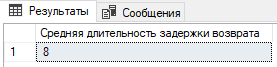 Результаты Сообщения
Средняя длительность задержки возврата
1 8